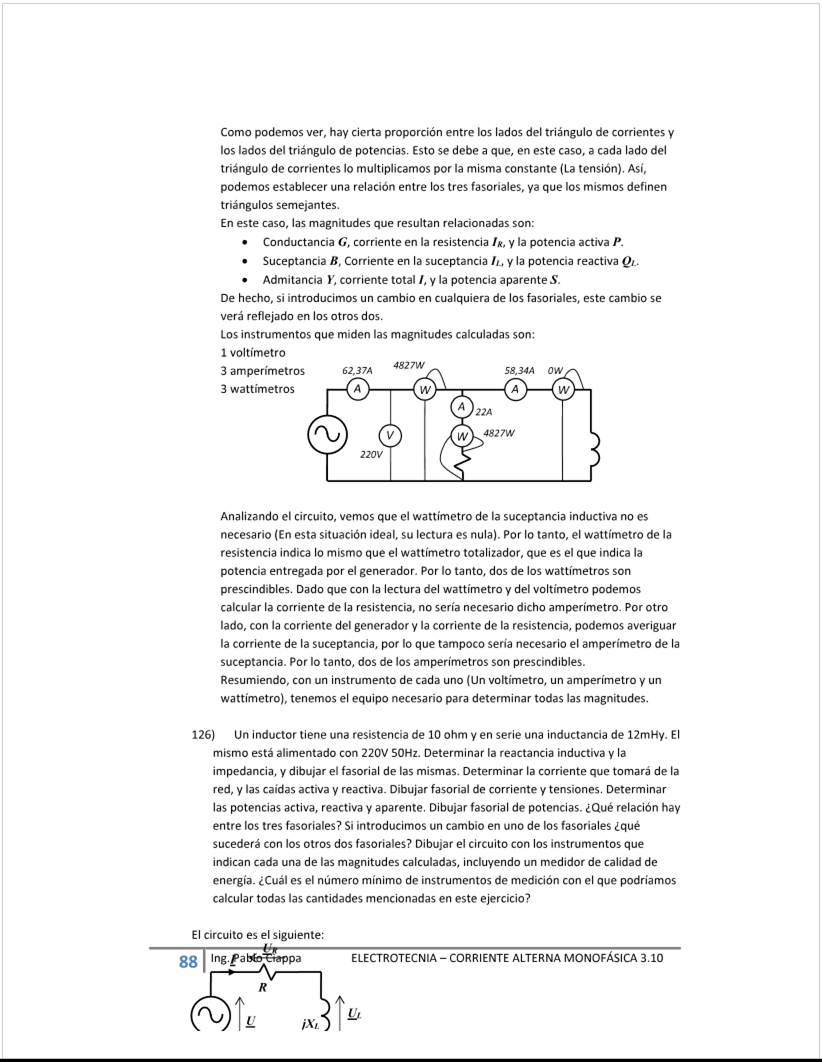 Como podemos ver, hay cierta proporción entre los lados del triángulo de corrientes y
los lados del triángulo de potencias. Esto se debe a que, en este caso, a cada lado del
triángulo de corrientes lo multiplicamos por la misma constante (La tensión). Así,
podemos establecer una relación entre los tres fasoriales, ya que los mismos definen
triángulos semejantes.
En este caso, las magnitudes que resultan relacionadas son:
• Conductancia G, corriente en la resistencia IR, y la potencia activa P.
• Suceptancia B, Corriente en la suceptancia IL, y la potencia reactiva QL.
• Admitancia Y, corriente total I, y la potencia aparente S.
De hecho, si introducimos un cambio en cualquiera de los fasoriales, este cambio se
verá reflejado en los otros dos.
Los instrumentos que miden las magnitudes calculadas son:
1 voltímetro
3 amperímetros
3 wattímetros
62,37A 4827W 58,34A 0W
A W A W
A 22A
V W 4827W
220V
Analizando el circuito, vemos que el wattímetro de la suceptancia inductiva no es
necesario (En esta situación ideal, su lectura es nula). Por lo tanto, el wattímetro de la
resistencia indica lo mismo que el wattímetro totalizador, que es el que indica la
potencia entregada por el generador. Por lo tanto, dos de los wattímetros son
prescindibles. Dado que con la lectura del wattímetro y del voltímetro podemos
calcular la corriente de la resistencia, no sería necesario dicho amperímetro. Por otro
lado, con la corriente del generador y la corriente de la resistencia, podemos averiguar
la corriente de la suceptancia, por lo que tampoco sería necesario el amperímetro de la
suceptancia. Por lo tanto, dos de los amperímetros son prescindibles.
Resumiendo, con un instrumento de cada uno (Un voltímetro, un amperímetro y un
wattímetro), tenemos el equipo necesario para determinar todas las magnitudes.
126) Un inductor tiene una resistencia de 10 ohm y en serie una inductancia de 12mHy. El
mismo está alimentado con 220V 50Hz. Determinar la reactancia inductiva y la
impedancia, y dibujar el fasorial de las mismas. Determinar la corriente que tomará de la
red, y las caídas activa y reactiva. Dibujar fasorial de corriente y tensiones. Determinar
las potencias activa, reactiva y aparente. Dibujar fasorial de potencias. ¿Qué relación hay
entre los tres fasoriales? Si introducimos un cambio en uno de los fasoriales ¿qué
sucederá con los otros dos fasoriales? Dibujar el circuito con los instrumentos que
indican cada una de las magnitudes calculadas, incluyendo un medidor de calidad de
energía. ¿Cuál es el número mínimo de instrumentos de medición con el que podríamos
calcular todas las cantidades mencionadas en este ejercicio?
El circuito es el siguiente:
UR
88 Ing. Pablo Ciappa ELECTROTECNIA – CORRIENTE ALTERNA MONOFÁSICA 3.10
I
R
U jXL UL